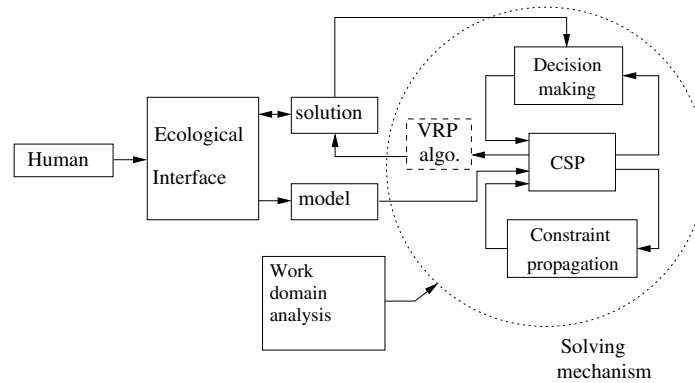 Human
Ecological
Interface
solution
model
Work
domain
analysis
VRP
algo.
Decision
making
CSP
Constraint
propagation
Solving
mechanism